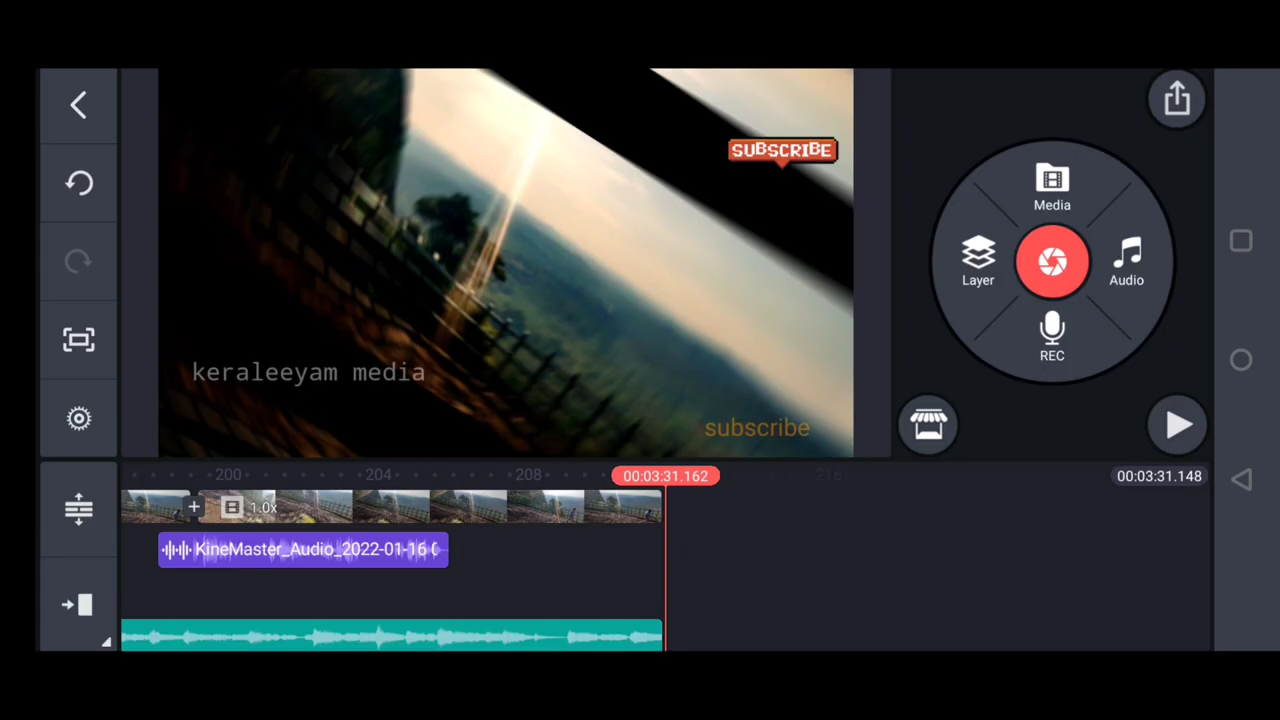 SUBSCRIBE
Media
Layer
Audio
REC
keraleeyam media
subscribe
200
204
208
00:03:31.162
216
00:03:31.148
1.0x
KineMaster_Audio_2022-01-16